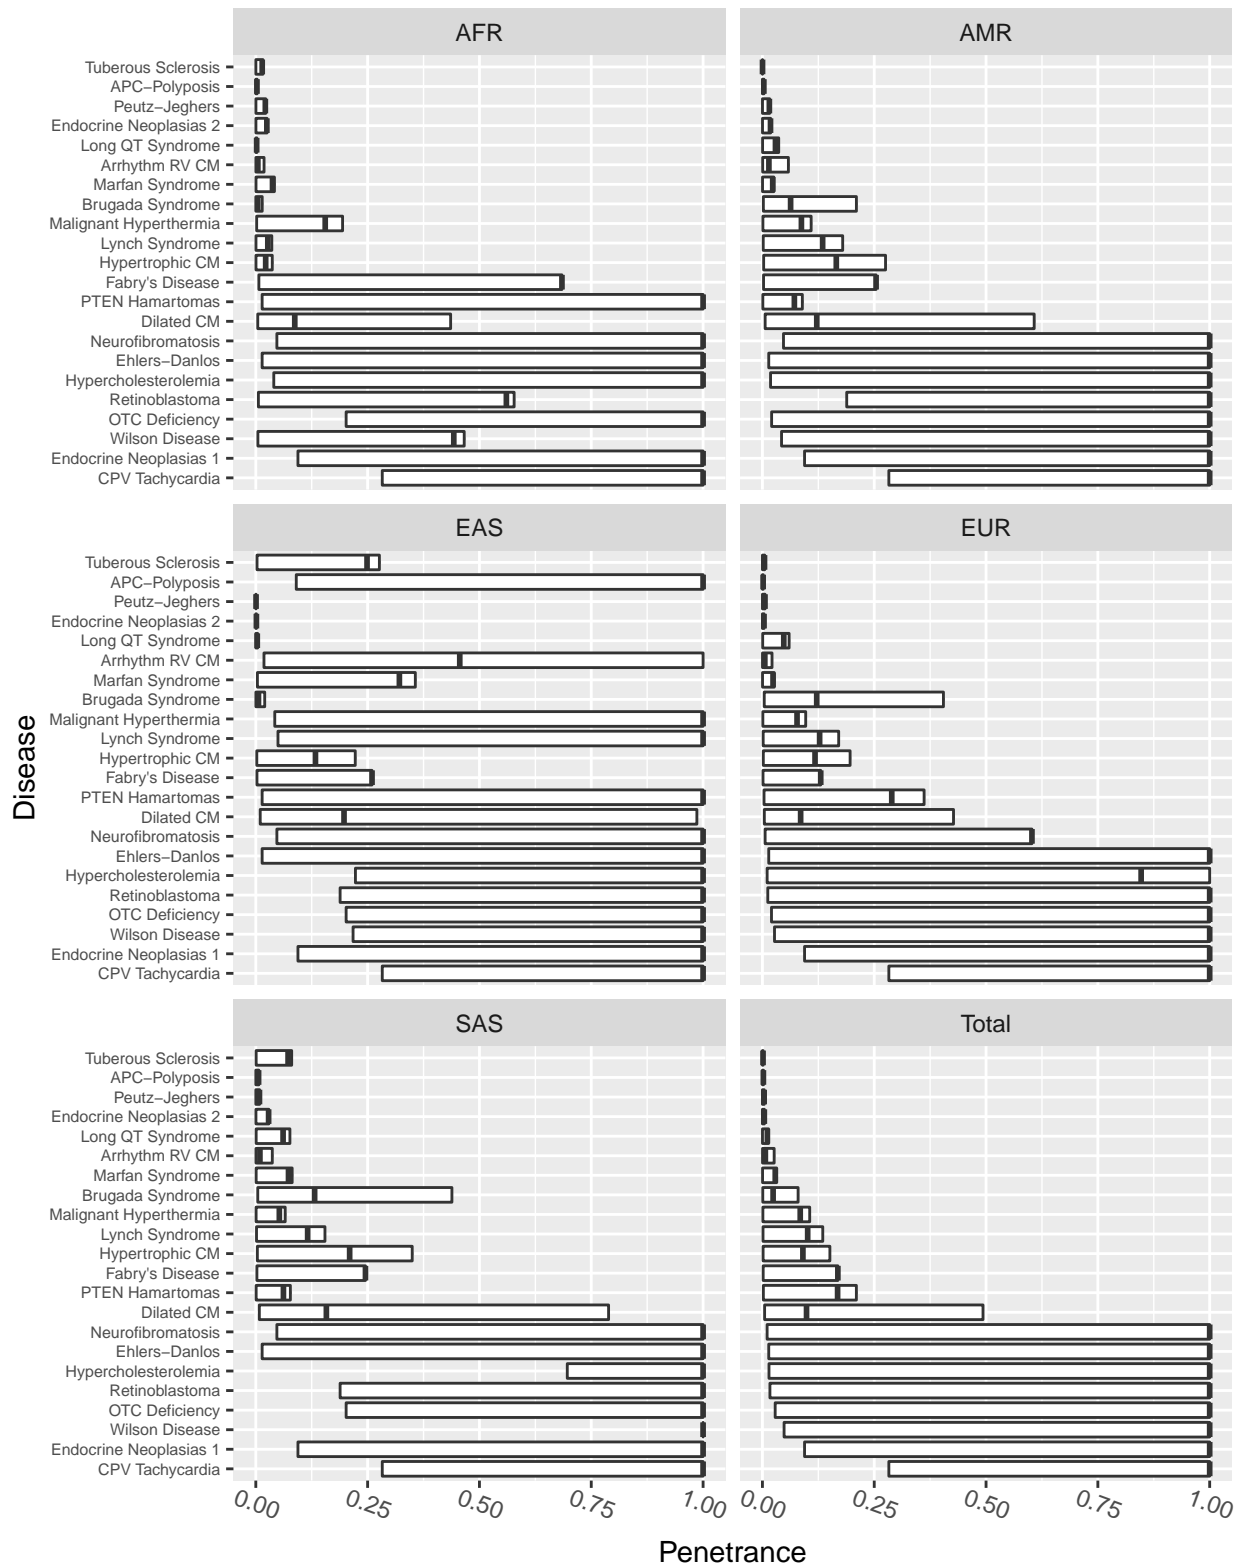 AFR
AMR
Tuberous Sclerosis
APC−Polyposis
Peutz−Jeghers
Endocrine Neoplasias 2
Long QT Syndrome
Arrhythm RV CM
Marfan Syndrome
Brugada Syndrome
Malignant Hyperthermia
Lynch Syndrome
Hypertrophic CM
Fabry's Disease
PTEN Hamartomas
Dilated CM
Neurofibromatosis
Ehlers−Danlos
Hypercholesterolemia
Retinoblastoma
OTC Deficiency
Wilson Disease
Endocrine Neoplasias 1
CPV Tachycardia
EAS
EUR
Tuberous Sclerosis
APC−Polyposis
Peutz−Jeghers
Endocrine Neoplasias 2
Long QT Syndrome
Arrhythm RV CM
Marfan Syndrome
Brugada Syndrome
Malignant Hyperthermia
Lynch Syndrome
Hypertrophic CM
Fabry's Disease
PTEN Hamartomas
Dilated CM
Neurofibromatosis
Ehlers−Danlos
Hypercholesterolemia
Retinoblastoma
OTC Deficiency
Wilson Disease
Endocrine Neoplasias 1
CPV Tachycardia
Disease
SAS
Total
Tuberous Sclerosis
APC−Polyposis
Peutz−Jeghers
Endocrine Neoplasias 2
Long QT Syndrome
Arrhythm RV CM
Marfan Syndrome
Brugada Syndrome
Malignant Hyperthermia
Lynch Syndrome
Hypertrophic CM
Fabry's Disease
PTEN Hamartomas
Dilated CM
Neurofibromatosis
Ehlers−Danlos
Hypercholesterolemia
Retinoblastoma
OTC Deficiency
Wilson Disease
Endocrine Neoplasias 1
CPV Tachycardia
0.00 0.25 0.50 0.75 1.00
0.00 0.25 0.50 0.75 1.00
Penetrance